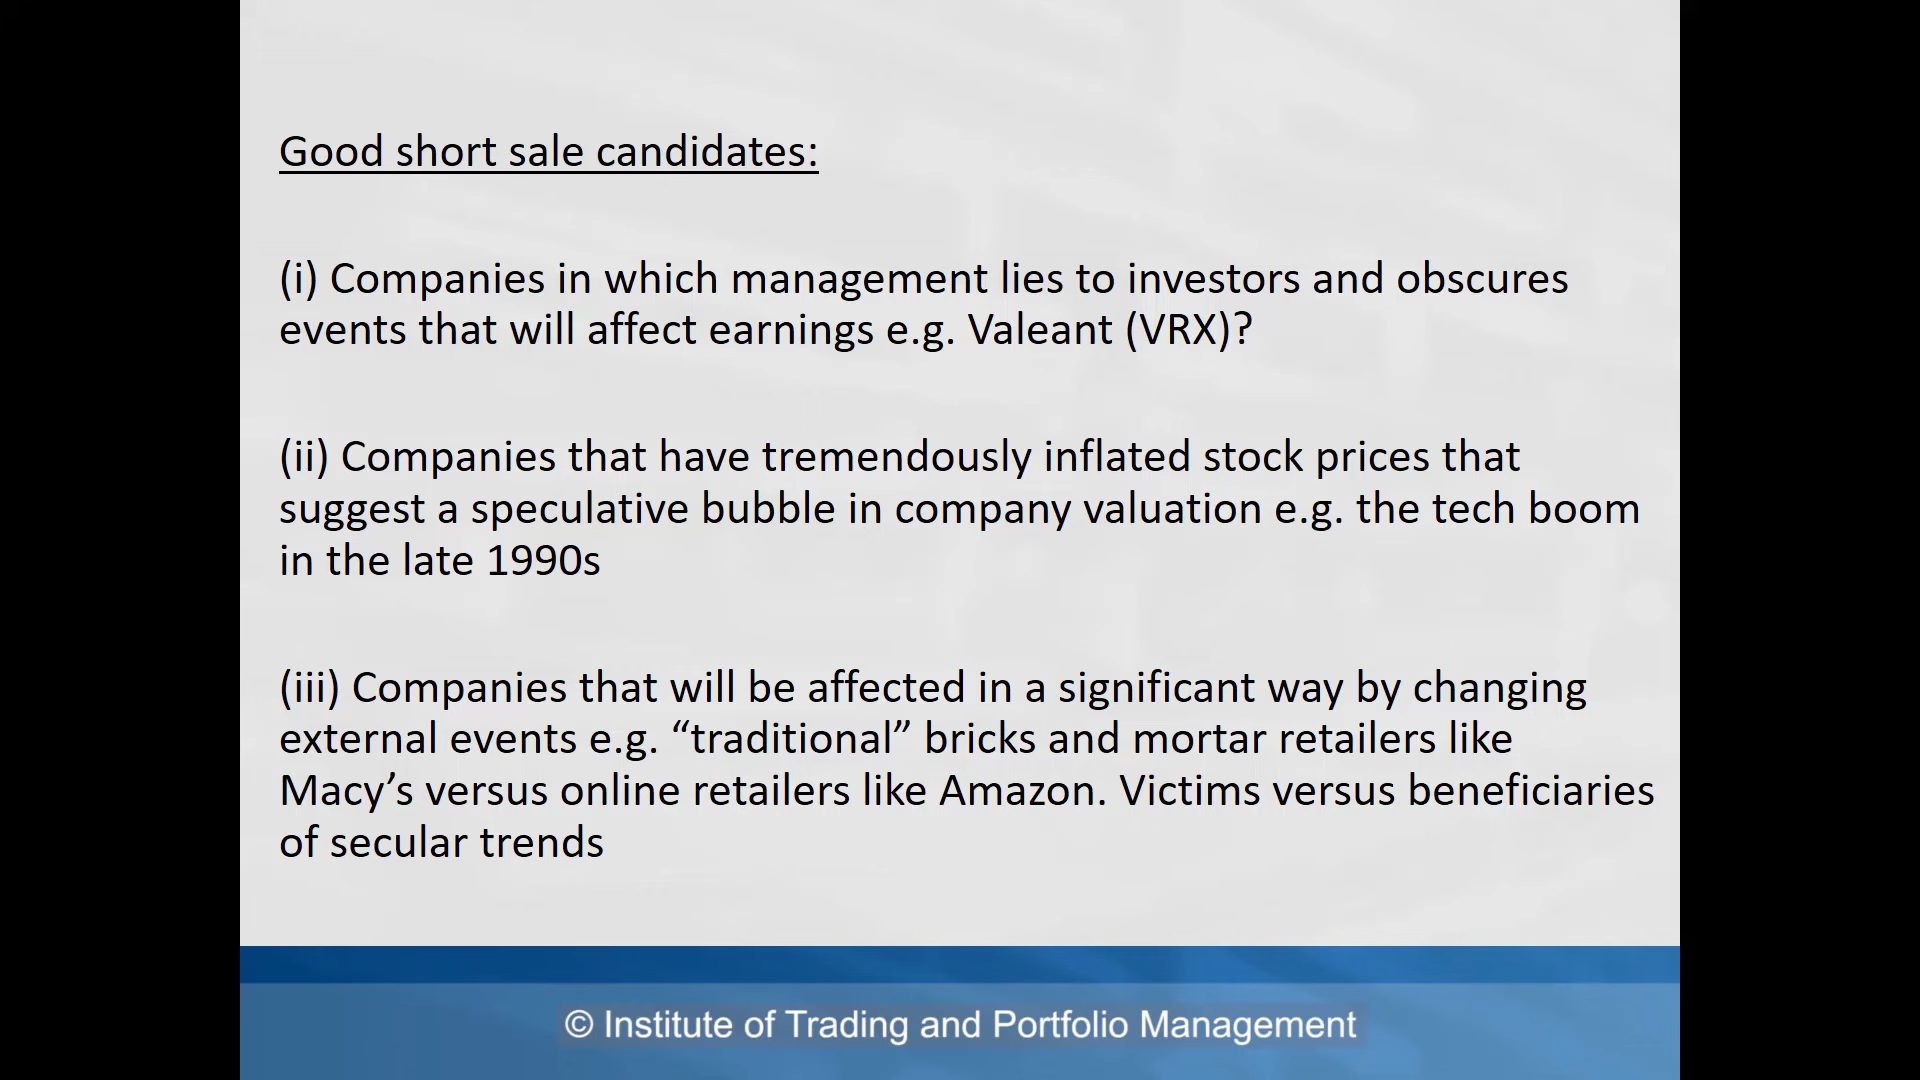 Good short sale candidates:
(i) Companies in which management lies to investors and obscures
events that will affect earnings e.g. Valeant (VRX)?
(ii) Companies that have tremendously inflated stock prices that
suggest a speculative bubble in company valuation e.g. the tech boom
in the late 1990s
(iii) Companies that will be affected in a significant way by changing
external events e.g. “traditional” bricks and mortar retailers like
Macy’s versus online retailers like Amazon. Victims versus beneficiaries
of secular trends
© Institute of Trading and Portfolio Management